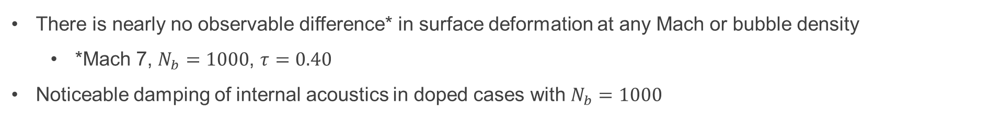 • There is nearly no observable difference* in surface deformation at any Mach or bubble density
• *Mach 7, N_b = 1000, τ = 0.40
• Noticeable damping of internal acoustics in doped cases with N_b = 1000